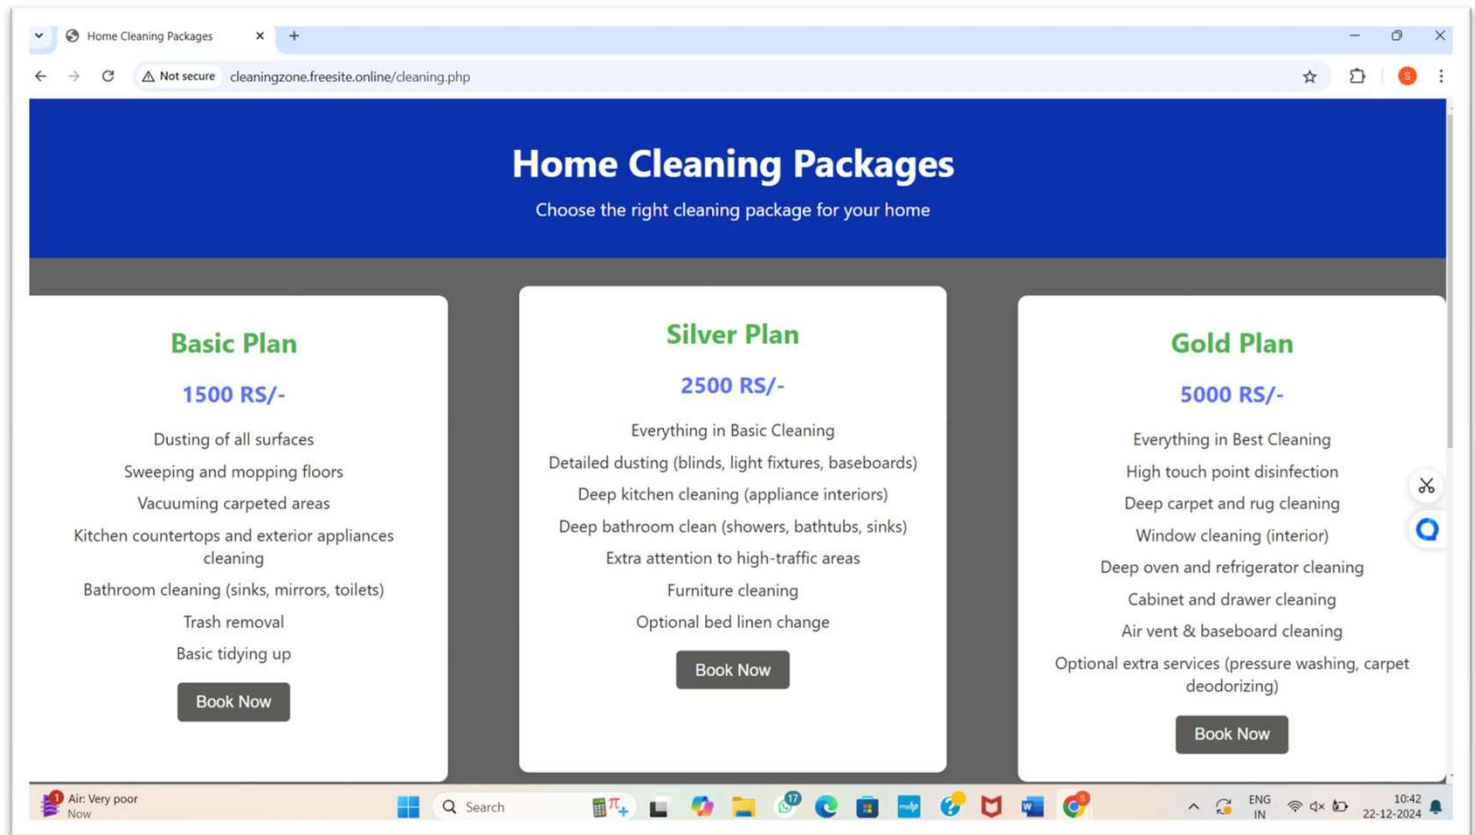 Home Cleaning Packages
Not secure
cleaningzone.freesite.online/cleaning.php
S
Home Cleaning Packages
Choose the right cleaning package for your home
Basic Plan
1500 RS/-
Dusting of all surfaces
Sweeping and mopping floors
Vacuuming carpeted areas
Kitchen countertops and exterior appliances
cleaning
Bathroom cleaning (sinks, mirrors, toilets)
Trash removal
Basic tidying up
Book Now
Silver Plan
2500 RS/-
Everything in Basic Cleaning
Detailed dusting (blinds, light fixtures, baseboards)
Deep kitchen cleaning (appliance interiors)
Deep bathroom clean (showers, bathtubs, sinks)
Extra attention to high-traffic areas
Furniture cleaning
Optional bed linen change
Book Now
Gold Plan
5000 RS/-
Everything in Best Cleaning
High touch point disinfection
Deep carpet and rug cleaning
Window cleaning (interior)
Deep oven and refrigerator cleaning
Cabinet and drawer cleaning
Air vent & baseboard cleaning
Optional extra services (pressure washing, carpet
deodorizing)
Book Now
1
Air: Very poor
Now
Search
17
ENG
IN
10:42
22-12-2024